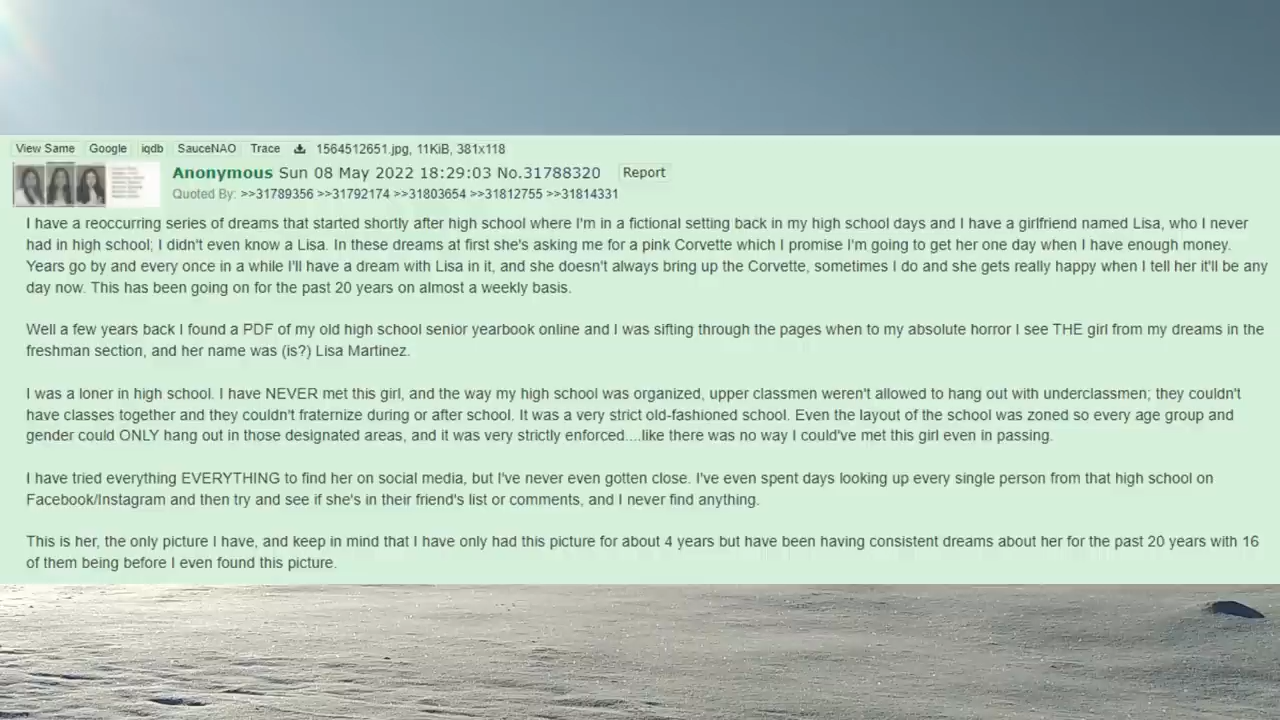 View Same Google iqdb SauceNAO Trace 1564512651.jpg, 11KiB, 381x118
Anonymous Sun 08 May 2022 18:29:03 No.31788320 Report
Quoted By: >>31789356 >>31792174 >>31803654 >>31812755 >>31814331
I have a reoccurring series of dreams that started shortly after high school where I'm in a fictional setting back in my high school days and I have a girlfriend named Lisa, who I never
had in high school; I didn't even know a Lisa. In these dreams at first she's asking me for a pink Corvette which I promise I'm going to get her one day when I have enough money.
Years go by and every once in a while I'll have a dream with Lisa in it, and she doesn't always bring up the Corvette, sometimes I do and she gets really happy when I tell her it'll be any
day now. This has been going on for the past 20 years on almost a weekly basis.
Well a few years back I found a PDF of my old high school senior yearbook online and I was sifting through the pages when to my absolute horror I see THE girl from my dreams in the
freshman section, and her name was (is?) Lisa Martinez.
I was a loner in high school. I have NEVER met this girl, and the way my high school was organized, upper classmen weren't allowed to hang out with underclassmen; they couldn't
have classes together and they couldn't fraternize during or after school. It was a very strict old-fashioned school. Even the layout of the school was zoned so every age group and
gender could ONLY hang out in those designated areas, and it was very strictly enforced....like there was no way I could've met this girl even in passing.
I have tried everything EVERYTHING to find her on social media, but I've never even gotten close. I've even spent days looking up every single person from that high school on
Facebook/Instagram and then try and see if she's in their friend's list or comments, and I never find anything.
This is her, the only picture I have, and keep in mind that I have only had this picture for about 4 years but have been having consistent dreams about her for the past 20 years with 16
of them being before I even found this picture.